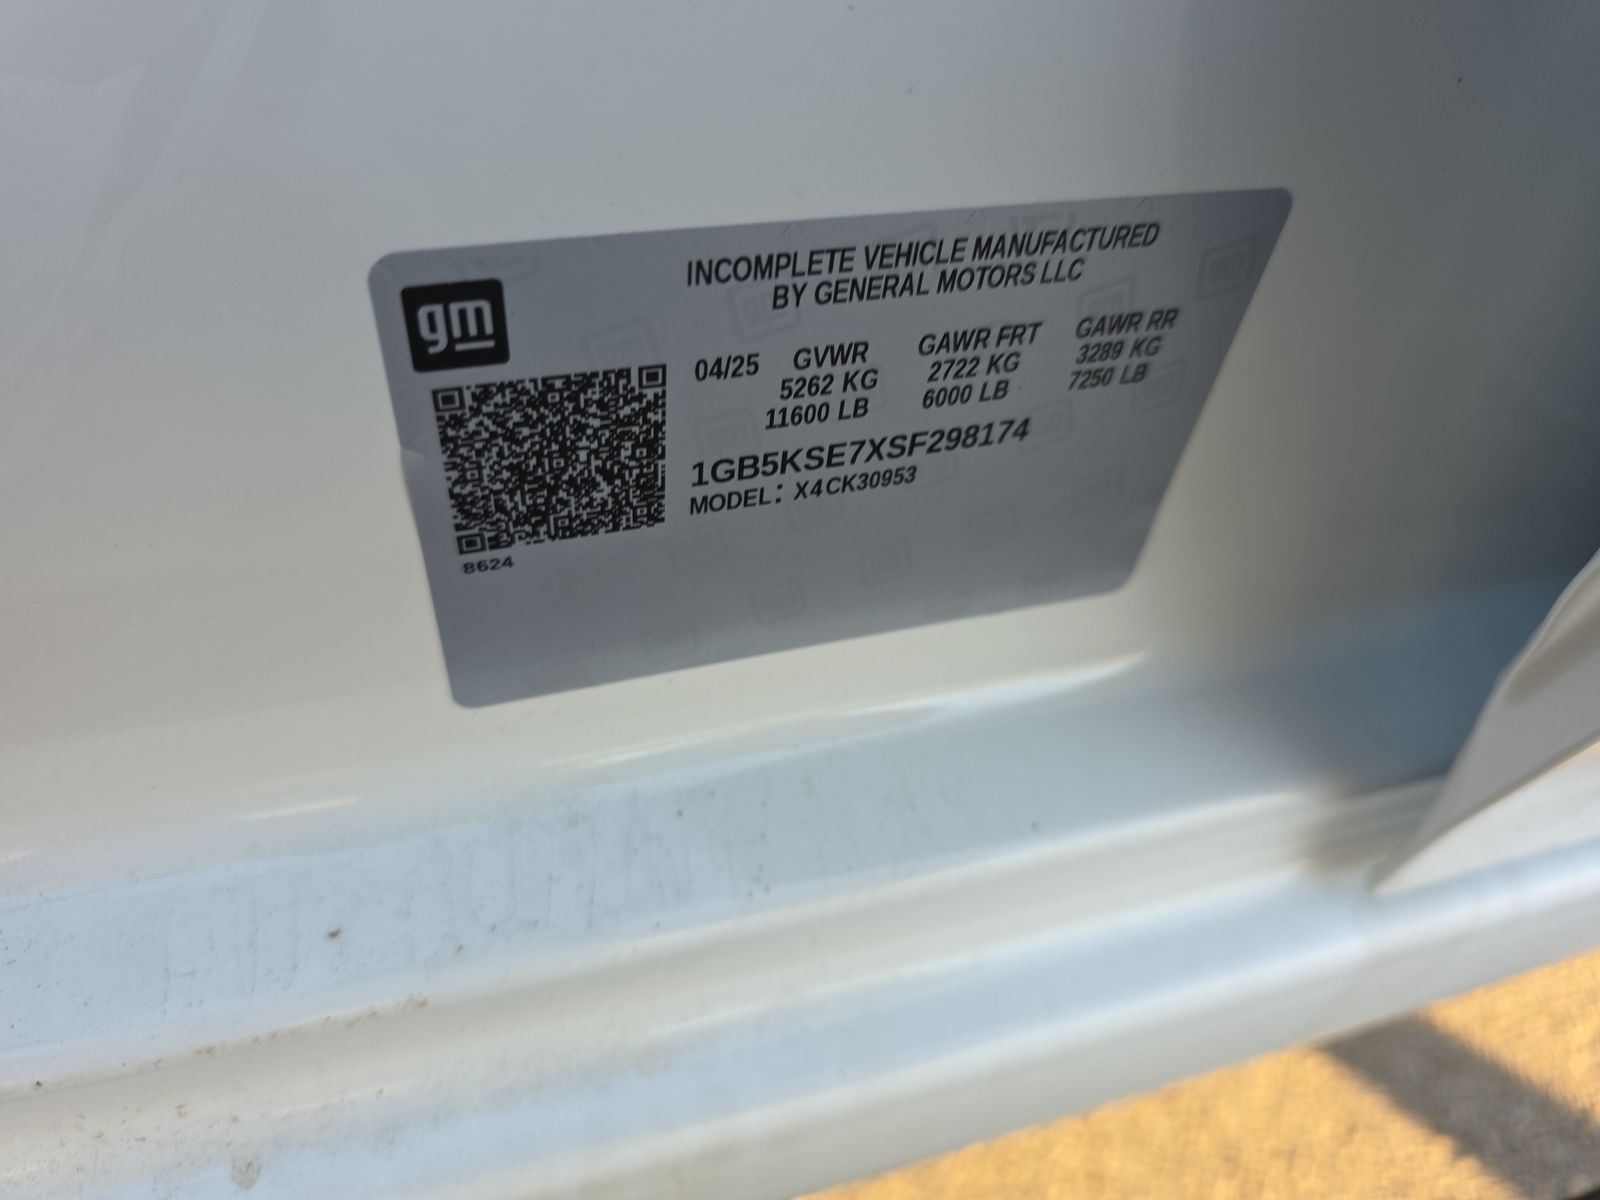 gm
INCOMPLETE VEHICLE MANUFACTURED
BY GENERAL MOTORS LLC
04/25 GVWR GAWR FRT GAWR RR
5262 KG 2722 KG 3289 KG
11600 LB 6000 LB 7250 LB
1GB5KSE7XSF298174
MODEL: X4CK30953
8624